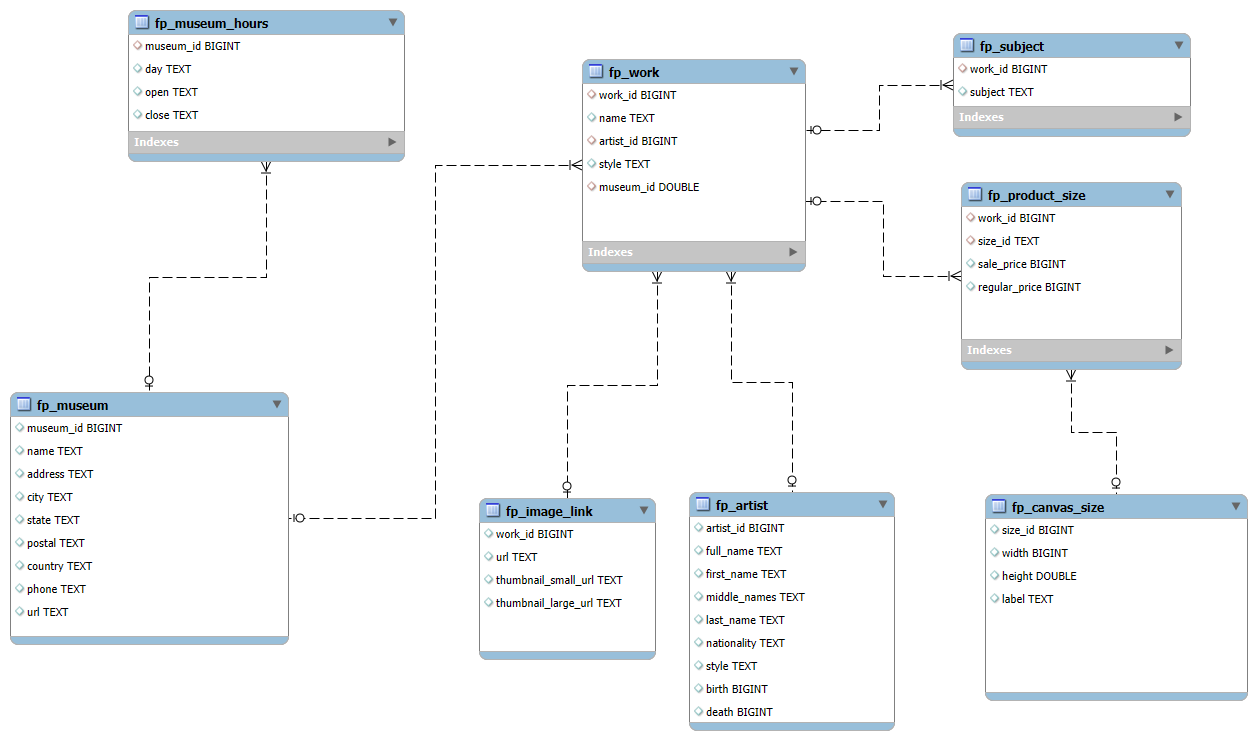 fp_museum_hours
museum_id BIGINT
day TEXT
open TEXT
close TEXT
Indexes
fp_work
work_id BIGINT
name TEXT
artist_id BIGINT
style TEXT
museum_id DOUBLE
Indexes
fp_subject
work_id BIGINT
subject TEXT
Indexes
fp_product_size
work_id BIGINT
size_id TEXT
sale_price BIGINT
regular_price BIGINT
Indexes
fp_museum
museum_id BIGINT
name TEXT
address TEXT
city TEXT
state TEXT
postal TEXT
country TEXT
phone TEXT
url TEXT
fp_image_link
work_id BIGINT
url TEXT
thumbnail_small_url TEXT
thumbnail_large_url TEXT
fp_artist
artist_id BIGINT
full_name TEXT
first_name TEXT
middle_names TEXT
last_name TEXT
nationality TEXT
style TEXT
birth BIGINT
death BIGINT
fp_canvas_size
size_id BIGINT
width BIGINT
height DOUBLE
label TEXT